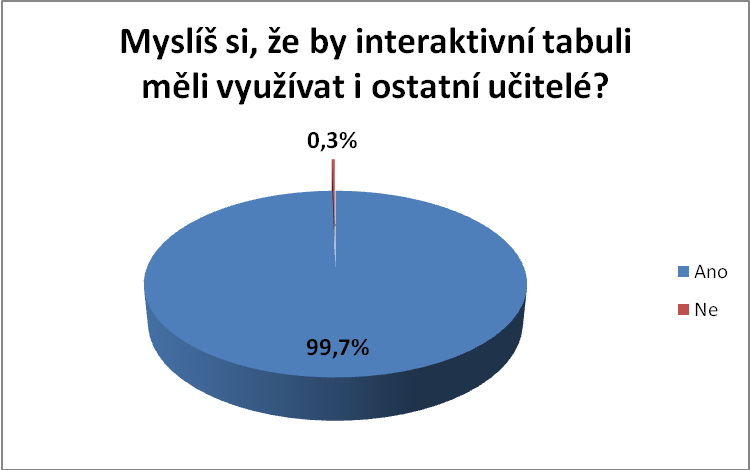 Myslíš si, že by interaktivní tabuli
měli využívat i ostatní učitelé?
0,3%
99,7%
Ano
Ne